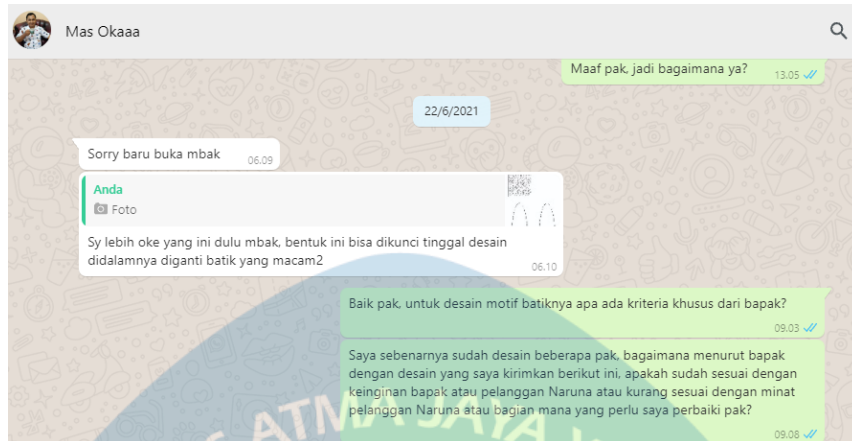 Mas Okaaa
Maaf pak, jadi bagaimana ya?
13.05
22/6/2021
Sorry baru buka mbak
06.09
Anda
Foto
Sy lebih oke yang ini dulu mbak, bentuk ini bisa dikunci tinggal desain
didalamnya diganti batik yang macam2
06.10
Baik pak, untuk desain motif batiknya apa ada kriteria khusus dari bapak?
09.03
Saya sebenarnya sudah desain beberapa pak, bagaimana menurut bapak
dengan desain yang saya kirimkan berikut ini, apakah sudah sesuai dengan
keinginan bapak atau pelanggan Naruna atau kurang sesuai dengan minat
pelanggan Naruna atau bagian mana yang perlu saya perbaiki pak?
09.08
S ATMA JAYA